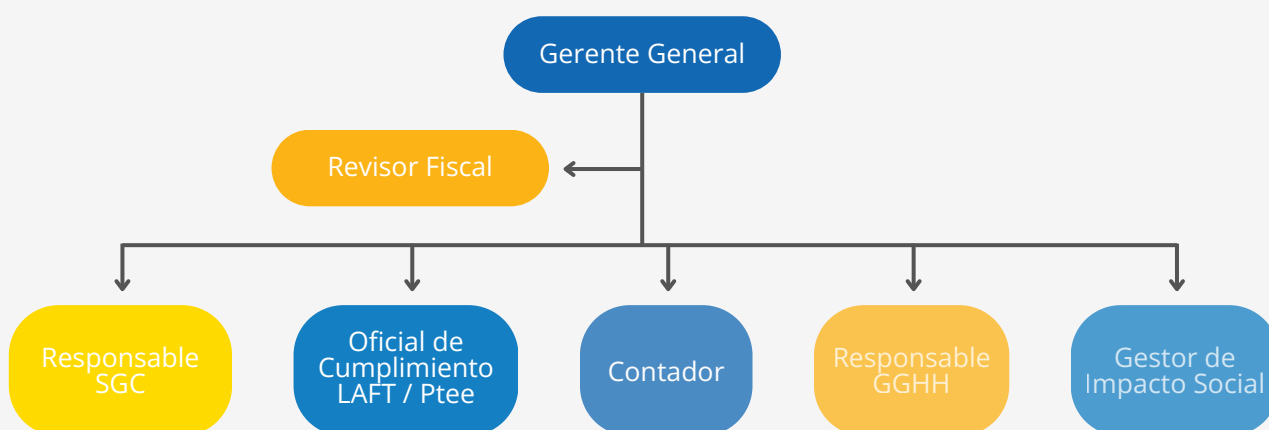 Gerente General
Revisor Fiscal
Responsable
SGC
Oficial de
Cumplimiento
LAFT / Ptee
Contador
Responsable
GGHH
Gestor de
Impacto Social